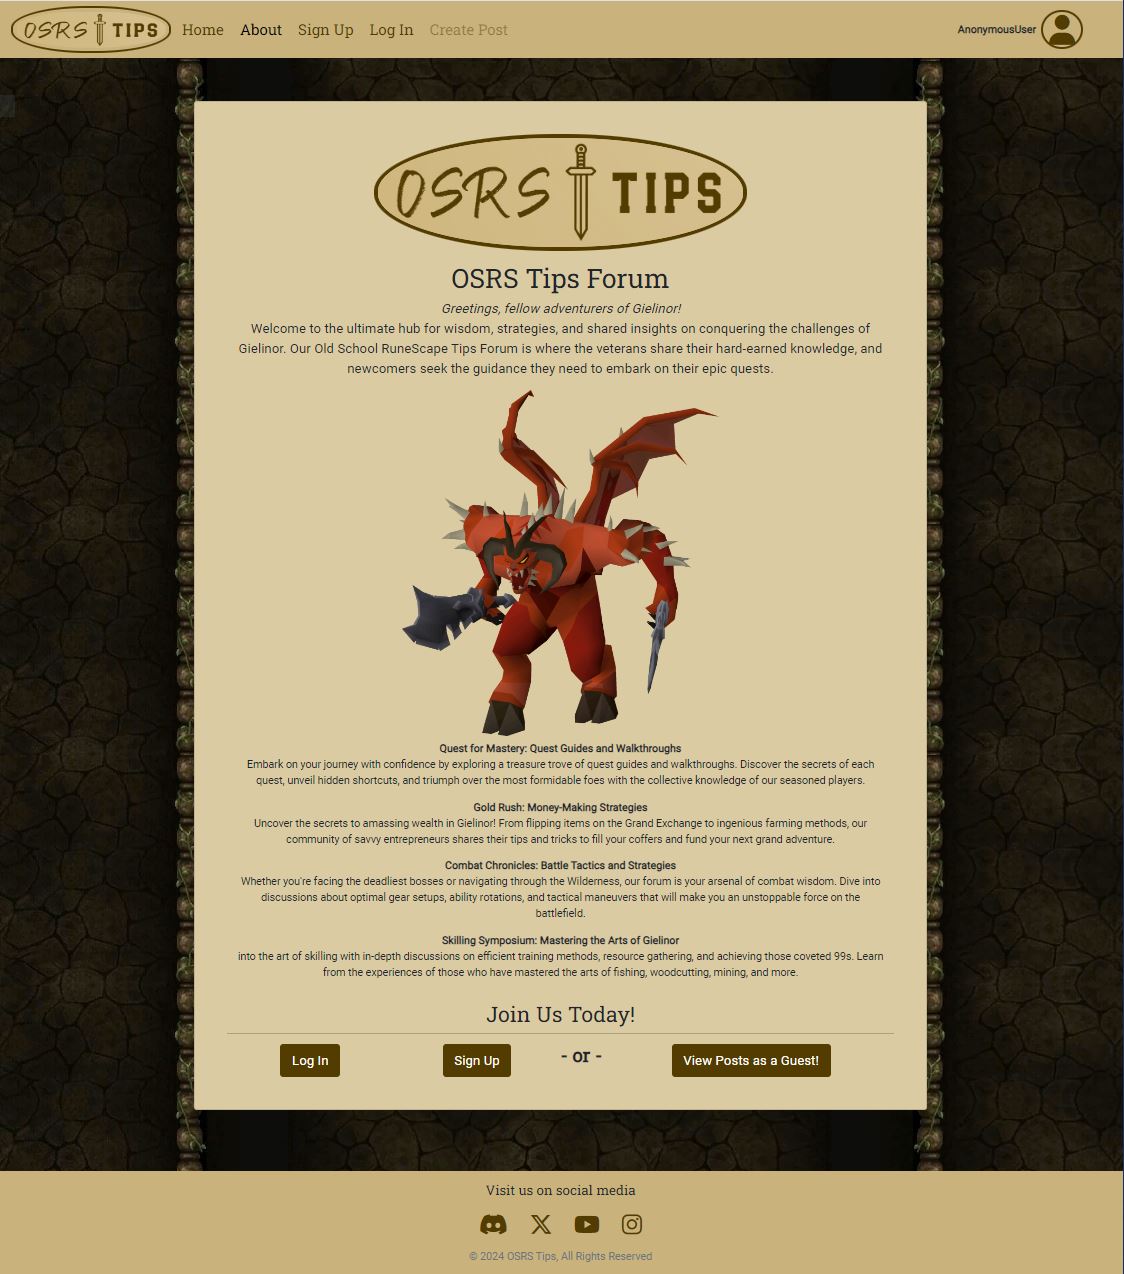 OSRS TIPS Home About Sign Up Log In Create Post AnonymousUser
OSRS TIPS
OSRS Tips Forum
Greetings, fellow adventurers of Gielinor!
Welcome to the ultimate hub for wisdom, strategies, and shared insights on conquering the challenges of
Gielinor. Our Old School RuneScape Tips Forum is where the veterans share their hard-earned knowledge, and
newcomers seek the guidance they need to embark on their epic quests.
Quest for Mastery: Quest Guides and Walkthroughs
Embark on your journey with confidence by exploring a treasure trove of quest guides and walkthroughs. Discover the secrets of each
quest, unveil hidden shortcuts, and triumph over the most formidable foes with the collective knowledge of our seasoned players.
Gold Rush: Money-Making Strategies
Uncover the secrets to amassing wealth in Gielinor! From flipping items on the Grand Exchange to ingenious farming methods, our
community of savvy entrepreneurs shares their tips and tricks to fill your coffers and fund your next grand adventure.
Combat Chronicles: Battle Tactics and Strategies
Whether you're facing the deadliest bosses or navigating through the Wilderness, our forum is your arsenal of combat wisdom. Dive into
discussions about optimal gear setups, ability rotations, and tactical maneuvers that will make you an unstoppable force on the
battlefield.
Skilling Symposium: Mastering the Arts of Gielinor
into the art of skilling with in-depth discussions on efficient training methods, resource gathering, and achieving those coveted 99s. Learn
from the experiences of those who have mastered the arts of fishing, woodcutting, mining, and more.
Join Us Today!
Log In Sign Up - or - View Posts as a Guest!
Visit us on social media
© 2024 OSRS Tips, All Rights Reserved